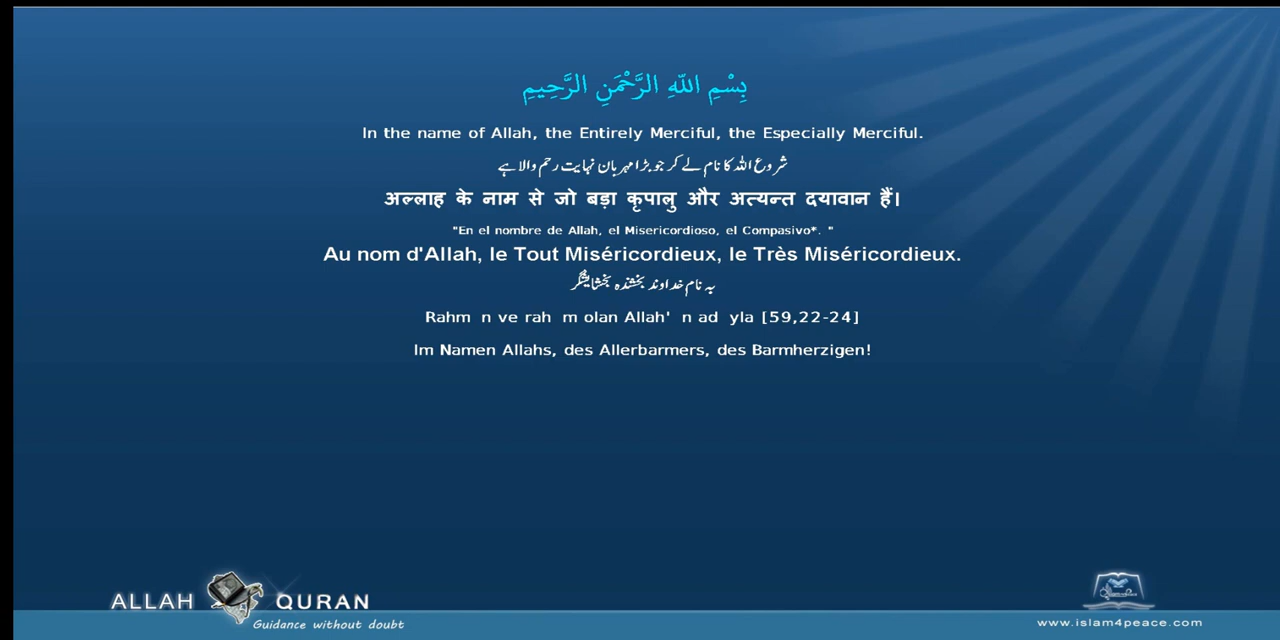 بِسْمِ اللّهِ الرَّحْمَنِ الرَّحِيمِ
In the name of Allah, the Entirely Merciful, the Especially Merciful.
شروع الله کا نام لے کر جو بڑا مہربان نہایت رحم والا ہے
अल्लाह के नाम से जो बड़ा कृपालु और अत्यन्त दयावान हैं।
"En el nombre de Allah, el Misericordioso, el Compasivo*. "
Au nom d'Allah, le Tout Miséricordieux, le Très Miséricordieux.
به نام خداوند بخشنده بخشایشگر
Rahm n ve rah m olan Allah' n ad yla [59,22-24]
Im Namen Allahs, des Allerbarmers, des Barmherzigen!
ALLAH QURAN
Guidance without doubt
www.islam4peace.com